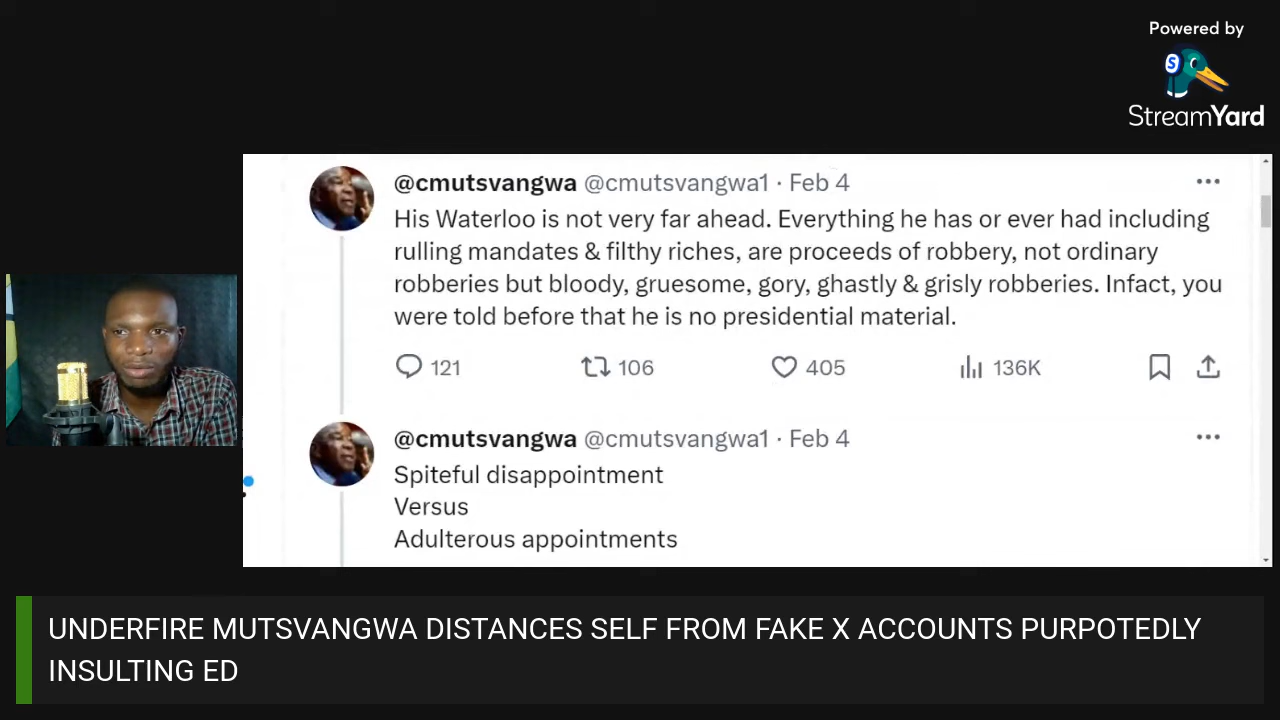 Powered by
StreamYard
@cmutsvangwa @cmutsvangwa1 · Feb 4
His Waterloo is not very far ahead. Everything he has or ever had including
rulling mandates & filthy riches, are proceeds of robbery, not ordinary
robberies but bloody, gruesome, gory, ghastly & grisly robberies. Infact, you
were told before that he is no presidential material.
121 106 405 136K
@cmutsvangwa @cmutsvangwa1 · Feb 4
Spiteful disappointment
Versus
Adulterous appointments
UNDERFIRE MUTSVANGWA DISTANCES SELF FROM FAKE X ACCOUNTS PURPOTEDLY
INSULTING ED